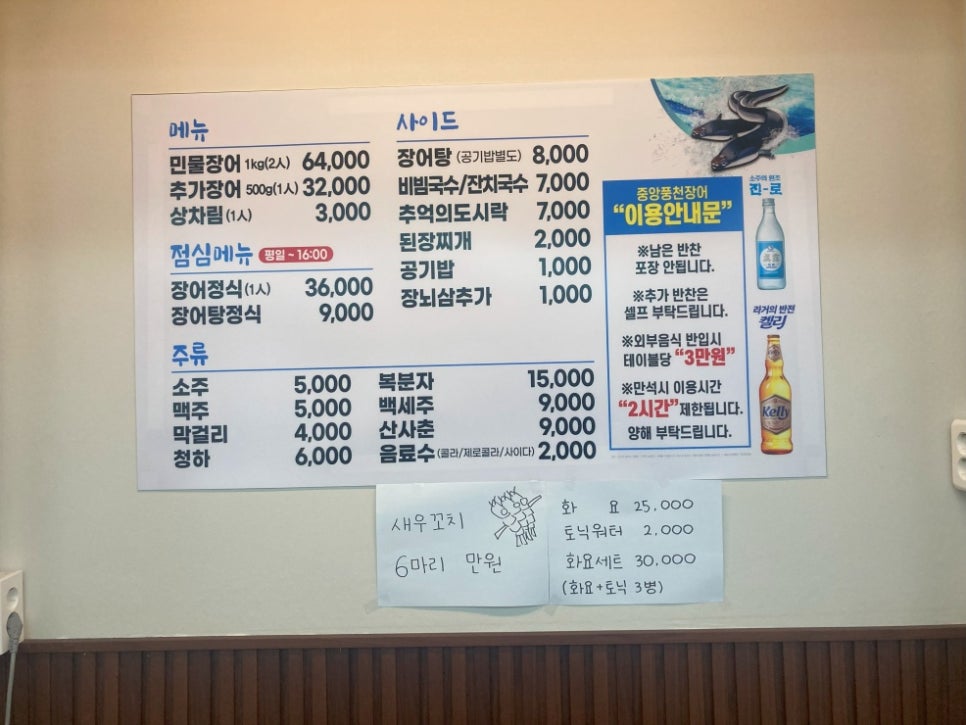 메뉴
민물장어 1kg(2人) 64,000
추가장어 500g(1人) 32,000
상차림 (1人) 3,000
점심메뉴 평일 ~ 16:00
장어정식 (1人) 36,000
장어탕정식 9,000
사이드
장어탕 (공기밥별도) 8,000
비빔국수/잔치국수 7,000
추억의도시락 7,000
된장찌개 2,000
공기밥 1,000
장뇌삼추가 1,000
주류
소주 5,000
맥주 5,000
막걸리 4,000
청하 6,000
복분자 15,000
백세주 9,000
산사춘 9,000
음료수 (콜라/제로콜라/사이다) 2,000
중앙풍천장어
“이용안내문”
※남은 반찬
포장 안됩니다.
※추가 반찬은
셀프 부탁드립니다.
※외부음식 반입시
테이블당 “3만원”
※만석시 이용시간
“2시간” 제한됩니다.
양해 부탁드립니다.
소주의 원조
진-로
라거의 반전
켈리
Kelly
새우꼬치
6마리 만원
화 요 25,000
토닉워터 2,000
화요세트 30,000
(화요+토닉 3병)